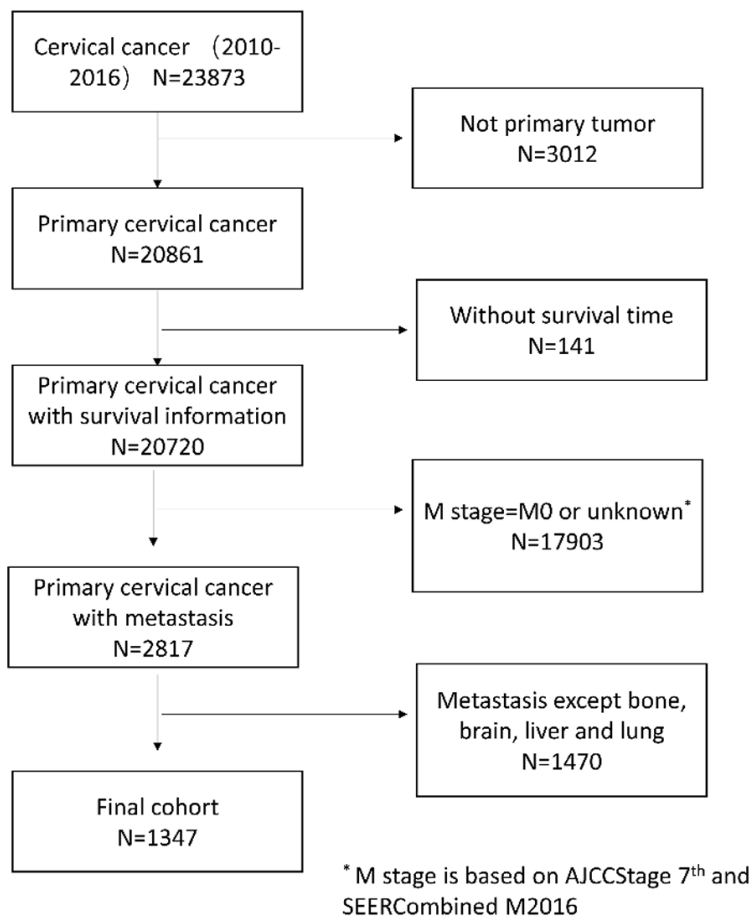 Cervical cancer （2010-
2016） N=23873
Not primary tumor
N=3012
Primary cervical cancer
N=20861
Without survival time
N=141
Primary cervical cancer
with survival information
N=20720
M stage=M0 or unknown*
N=17903
Primary cervical cancer
with metastasis
N=2817
Metastasis except bone,
brain, liver and lung
N=1470
Final cohort
N=1347
* M stage is based on AJCCStage 7th and
SEERCombined M2016